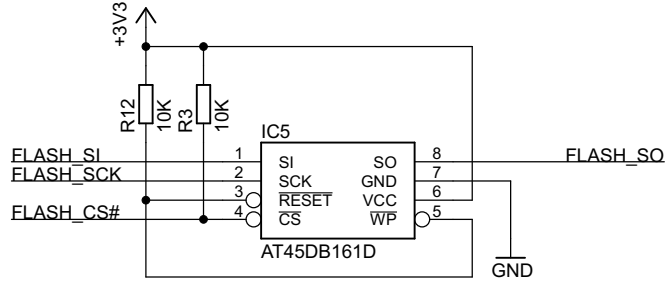 +3V3
R12
10K
R3
10K
IC5
FLASH_SI
1
SI
SO
8
FLASH_SO
FLASH_SCK
2
SCK
GND
7
3
RESET
VCC
6
FLASH_CS#
4
CS
WP
5
AT45DB161D
GND